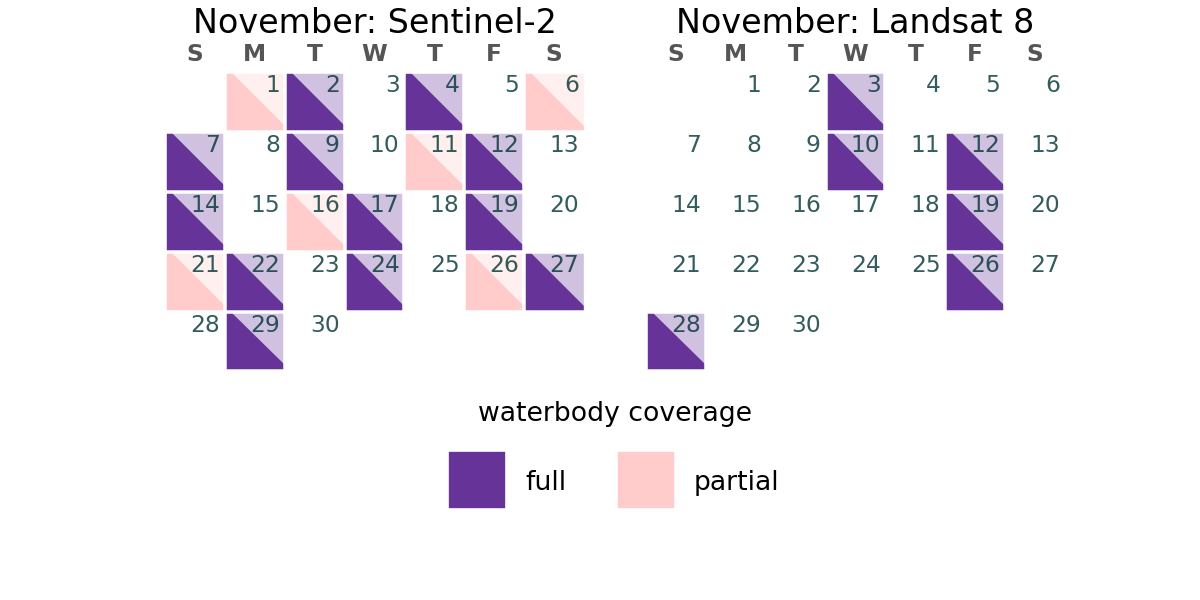 November: Sentinel-2
S M T W T F S
1 2 3 4 5 6
7 8 9 10 11 12 13
14 15 16 17 18 19 20
21 22 23 24 25 26 27
28 29 30
November: Landsat 8
S M T W T F S
1 2 3 4 5 6
7 8 9 10 11 12 13
14 15 16 17 18 19 20
21 22 23 24 25 26 27
28 29 30
waterbody coverage
full
partial